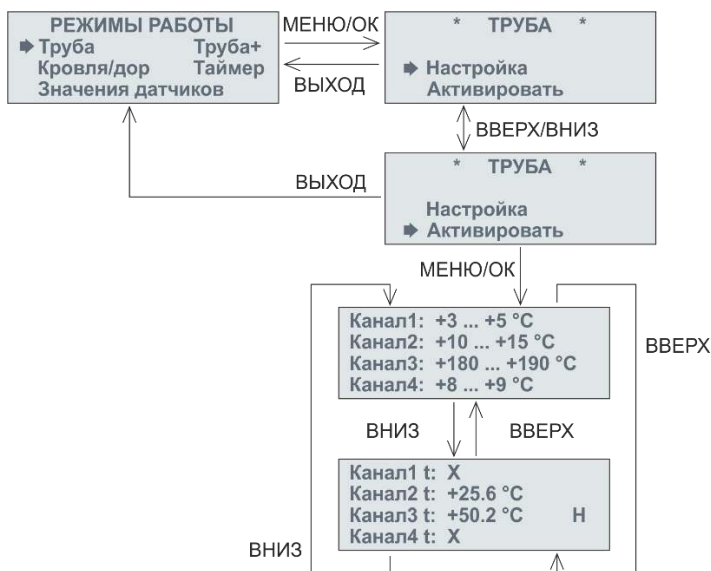 РЕЖИМЫ РАБОТЫ
Труба Труба+
Кровля/дор Таймер
Значения датчиков
МЕНЮ/ОК
ВЫХОД
* ТРУБА *
Настройка
Активировать
ВВЕРХ/ВНИЗ
ВЫХОД
* ТРУБА *
Настройка
Активировать
МЕНЮ/ОК
Канал1: +3 ... +5 °C
Канал2: +10 ... +15 °C
Канал3: +180 ... +190 °C
Канал4: +8 ... +9 °C
ВВЕРХ
ВНИЗ ВВЕРХ
Канал1 t: X
Канал2 t: +25.6 °C
Канал3 t: +50.2 °C H
Канал4 t: X
ВНИЗ